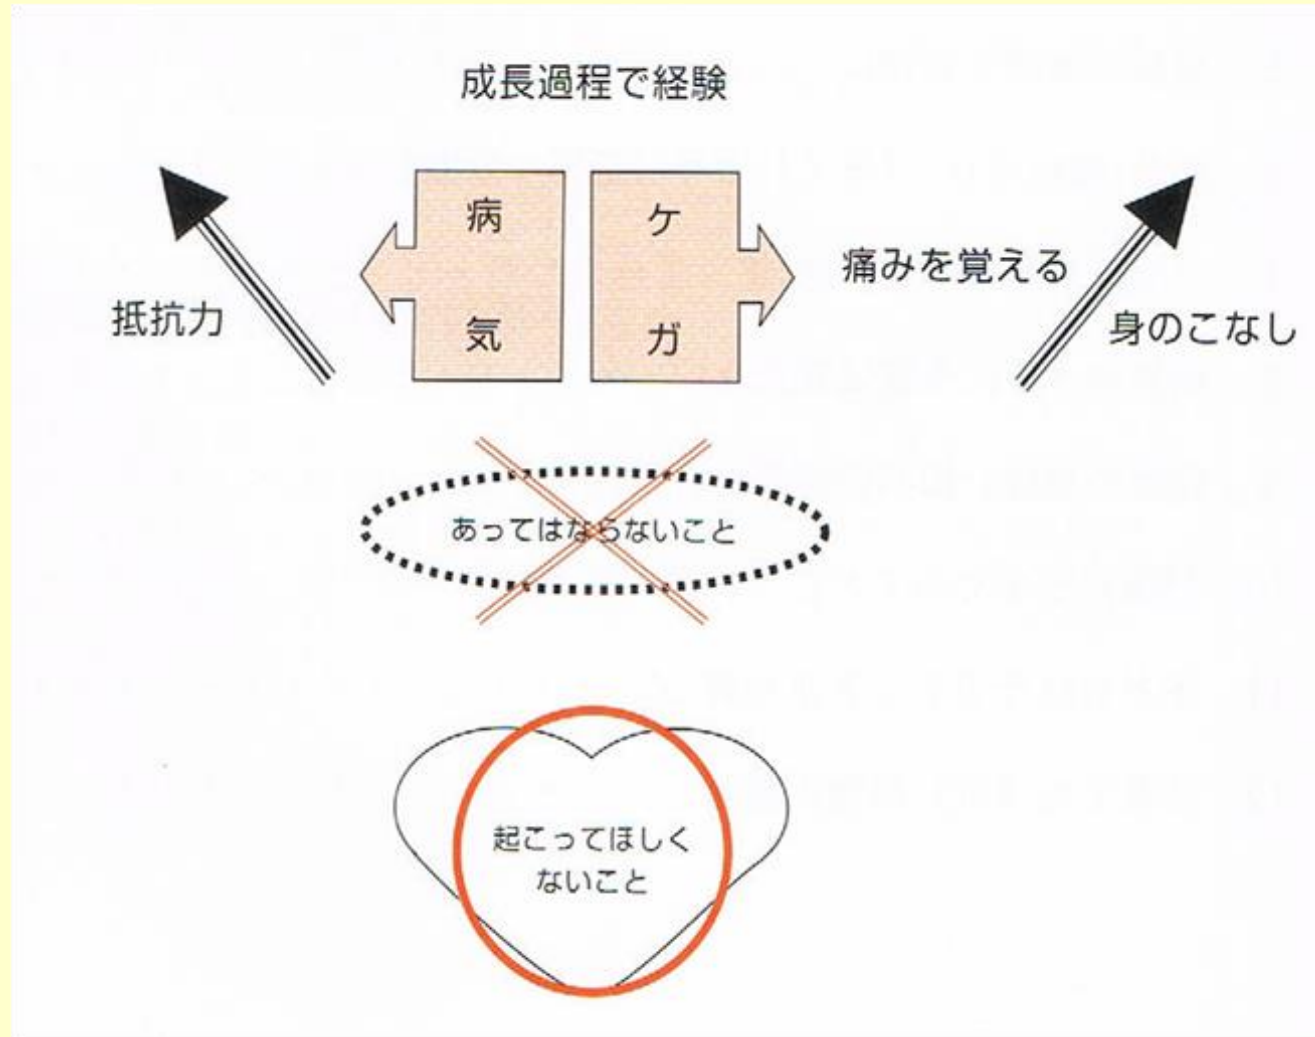 成長過程で経験
病気
ケガ
抵抗力
痛みを覚える
身のこなし
あってはならないこと
起こってほしく
ないこと